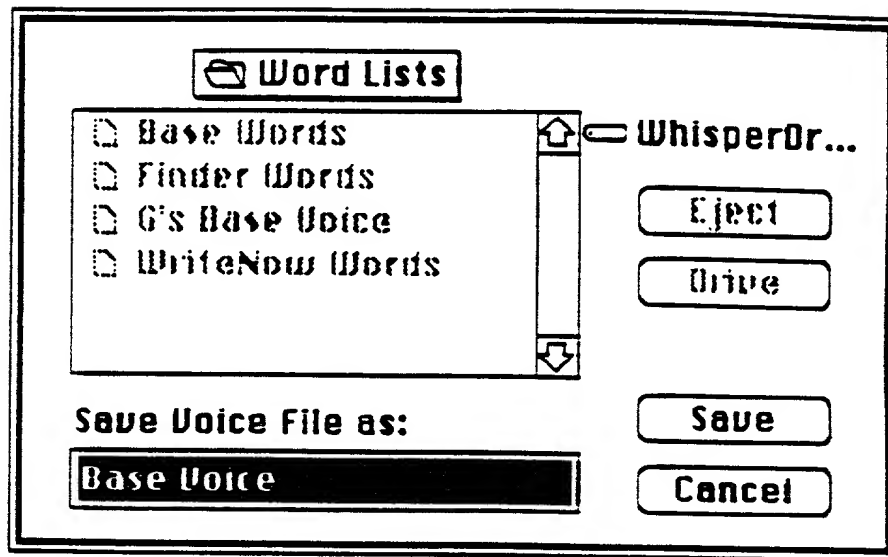 Word Lists
Base Words
Finder Words
G's Base Voice
WriteNow Words
WhisperDr...
Eject
Drive
Save Voice File as:
Base Voice
Save
Cancel